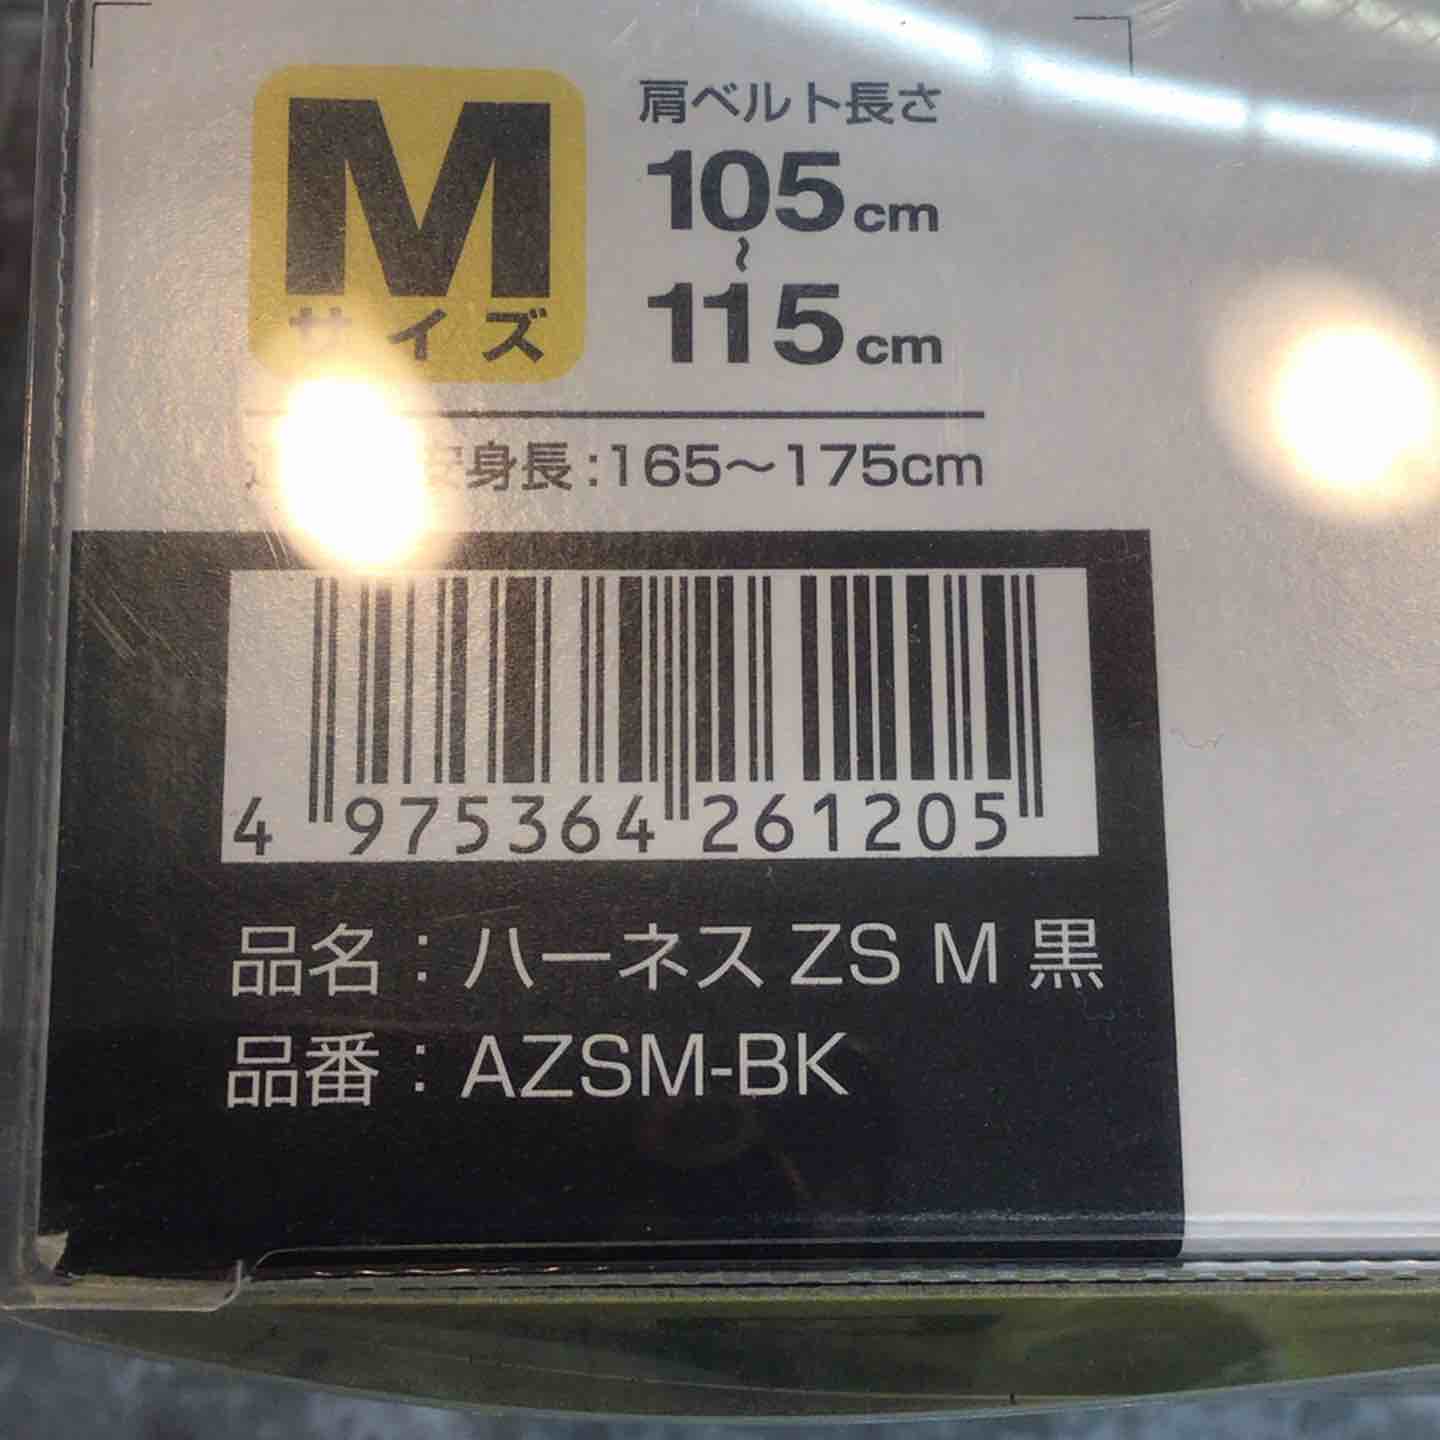 M
サイズ
肩ベルト長さ
105cm
~
115cm
安身長:165~175cm
4 975364 261205
品名:ハーネス ZS M 黒
品番:AZSM-BK